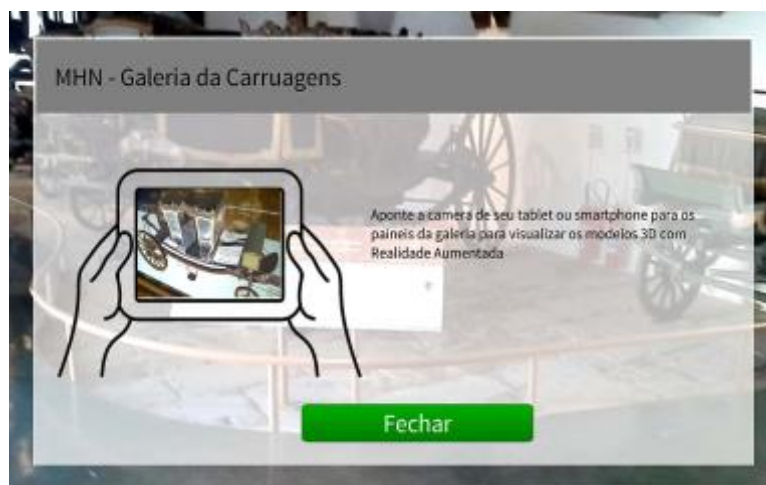 MHN - Galeria da Carruagens
Aponte a camera de seu tablet ou smartphone para os
paineis da galeria para visualizar os modelos 3D com
Realidade Aumentada
Fechar